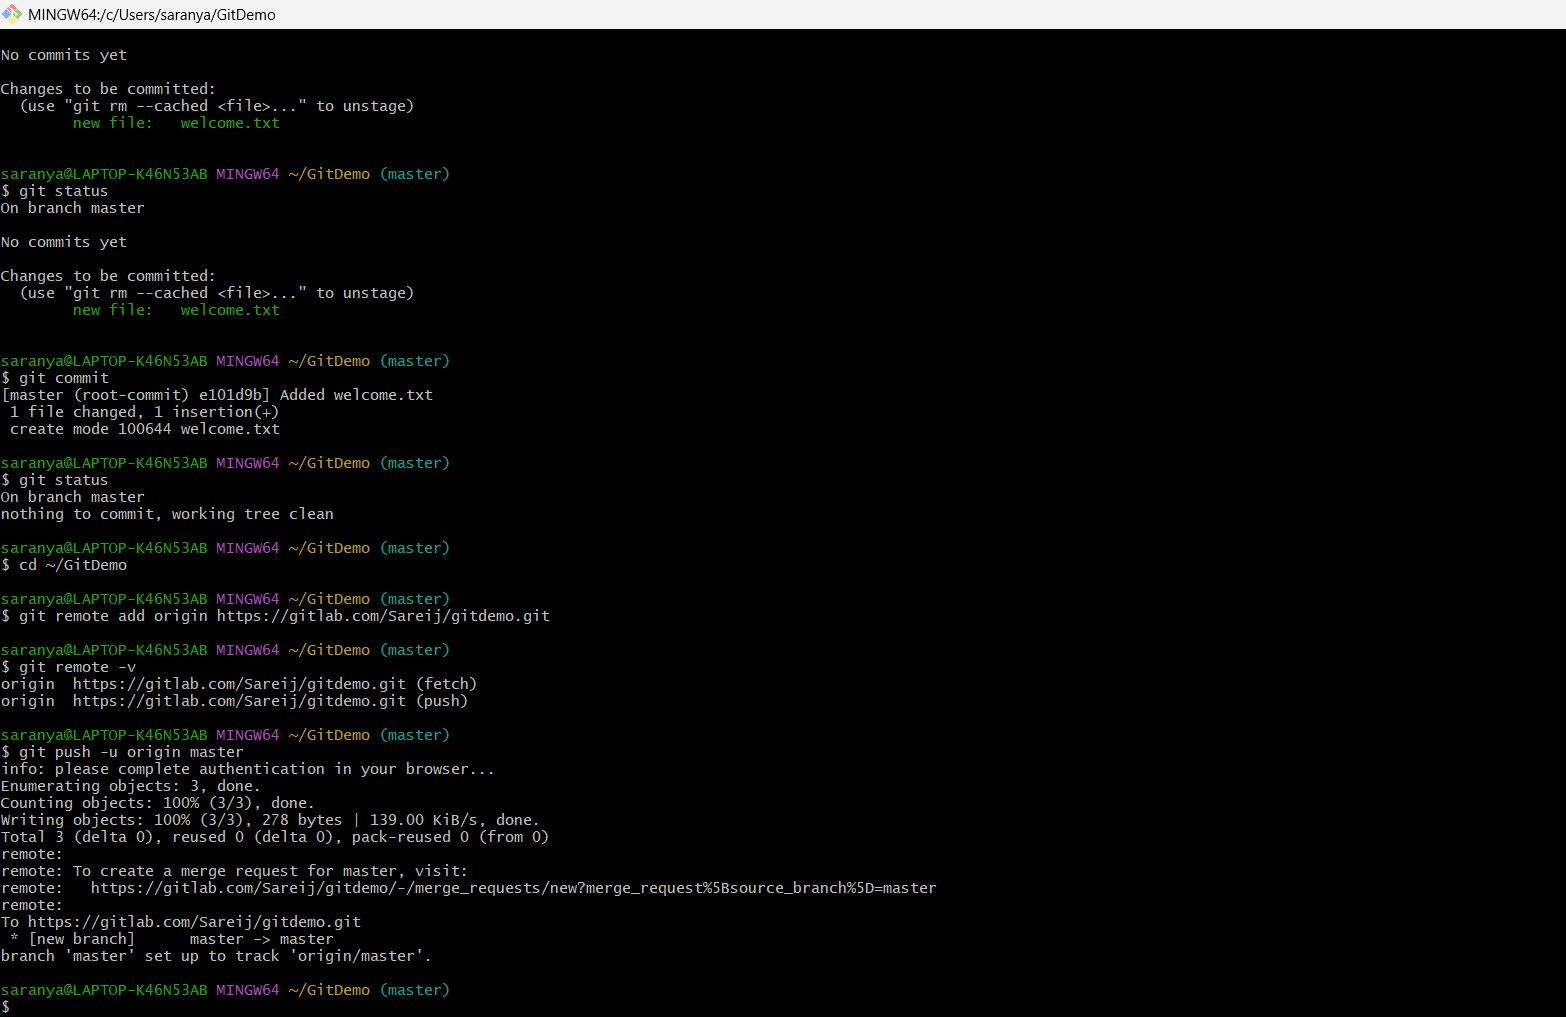 MINGW64:/c/Users/saranya/GitDemo
No commits yet
Changes to be committed:
  (use "git rm --cached <file>..." to unstage)
        new file:   welcome.txt
saranya@LAPTOP-K46N53AB MINGW64 ~/GitDemo (master)
$ git status
On branch master
No commits yet
Changes to be committed:
  (use "git rm --cached <file>..." to unstage)
        new file:   welcome.txt
saranya@LAPTOP-K46N53AB MINGW64 ~/GitDemo (master)
$ git commit
[master (root-commit) e101d9b] Added welcome.txt
 1 file changed, 1 insertion(+)
 create mode 100644 welcome.txt
saranya@LAPTOP-K46N53AB MINGW64 ~/GitDemo (master)
$ git status
On branch master
nothing to commit, working tree clean
saranya@LAPTOP-K46N53AB MINGW64 ~/GitDemo (master)
$ cd ~/GitDemo
saranya@LAPTOP-K46N53AB MINGW64 ~/GitDemo (master)
$ git remote add origin https://gitlab.com/Sareij/gitdemo.git
saranya@LAPTOP-K46N53AB MINGW64 ~/GitDemo (master)
$ git remote -v
origin  https://gitlab.com/Sareij/gitdemo.git (fetch)
origin  https://gitlab.com/Sareij/gitdemo.git (push)
saranya@LAPTOP-K46N53AB MINGW64 ~/GitDemo (master)
$ git push -u origin master
info: please complete authentication in your browser...
Enumerating objects: 3, done.
Counting objects: 100% (3/3), done.
Writing objects: 100% (3/3), 278 bytes | 139.00 KiB/s, done.
Total 3 (delta 0), reused 0 (delta 0), pack-reused 0 (from 0)
remote:
remote: To create a merge request for master, visit:
remote:   https://gitlab.com/Sareij/gitdemo/-/merge_requests/new?merge_request%5Bsource_branch%5D=master
remote:
To https://gitlab.com/Sareij/gitdemo.git
 * [new branch]      master -> master
branch 'master' set up to track 'origin/master'.
saranya@LAPTOP-K46N53AB MINGW64 ~/GitDemo (master)
$